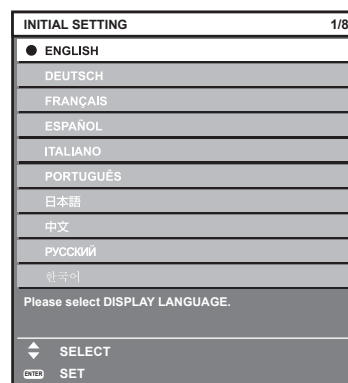 INITIAL SETTING 1/8
ENGLISH
DEUTSCH
FRANÇAIS
ESPAÑOL
ITALIANO
PORTUGUÊS
日本語
中文
РУССКИЙ
한국어
Please select DISPLAY LANGUAGE.
SELECT
ENTER SET